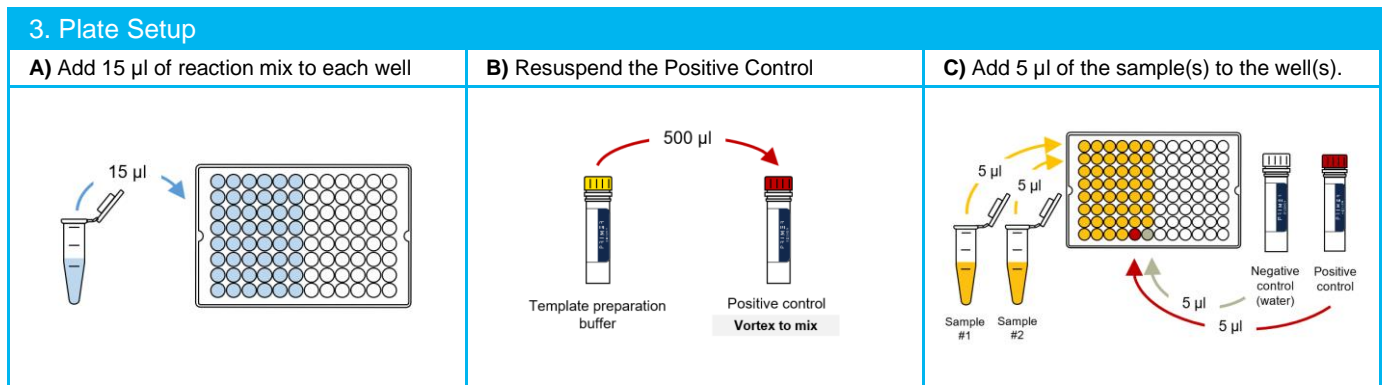 3. Plate Setup
A) Add 15 µl of reaction mix to each well
B) Resuspend the Positive Control
C) Add 5 µl of the sample(s) to the well(s).
15 µl
500 µl
PRIMER
PRIMER
Template preparation
buffer
Positive control
Vortex to mix
5 µl
5 µl
Sample
#1
Sample
#2
5 µl
5 µl
Negative
control
(water)
Positive
control